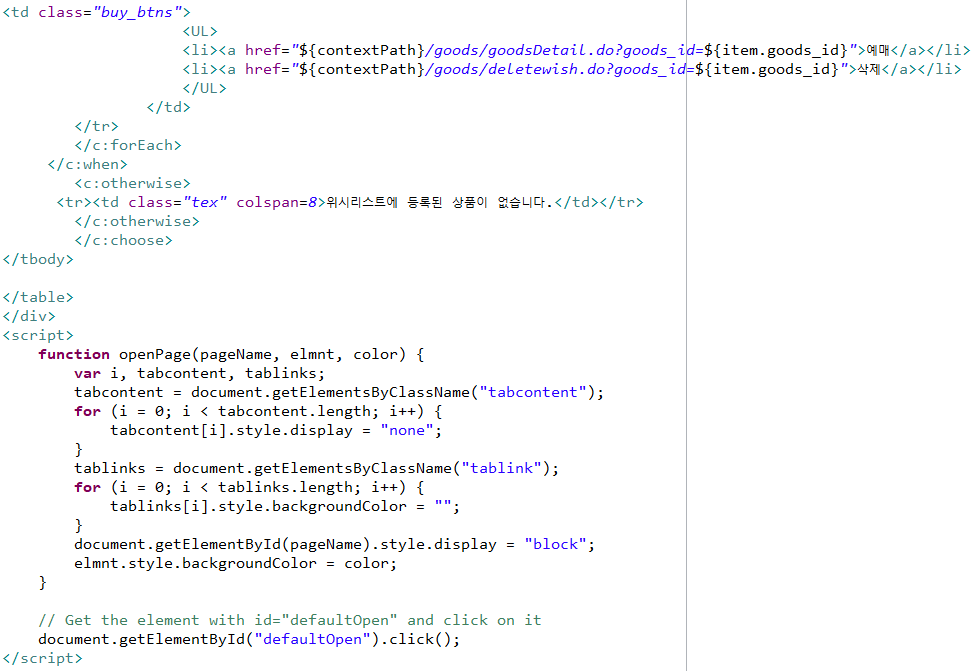 <td class="buy_btns">
<UL>
<li><a href="${contextPath}/goods/goodsDetail.do?goods_id=${item.goods_id}">예매</a></li>
<li><a href="${contextPath}/goods/deletewish.do?goods_id=${item.goods_id}">삭제</a></li>
</UL>
</td>
</tr>
</c:forEach>
</c:when>
<c:otherwise>
<tr><td class="tex" colspan=8>위시리스트에 등록된 상품이 없습니다.</td></tr>
</c:otherwise>
</c:choose>
</tbody>
</table>
</div>
<script>
function openPage(pageName, elmnt, color) {
var i, tabcontent, tablinks;
tabcontent = document.getElementsByClassName("tabcontent");
for (i = 0; i < tabcontent.length; i++) {
tabcontent[i].style.display = "none";
}
tablinks = document.getElementsByClassName("tablink");
for (i = 0; i < tablinks.length; i++) {
tablinks[i].style.backgroundColor = "";
}
document.getElementById(pageName).style.display = "block";
elmnt.style.backgroundColor = color;
}
// Get the element with id="defaultOpen" and click on it
document.getElementById("defaultOpen").click();
</script>